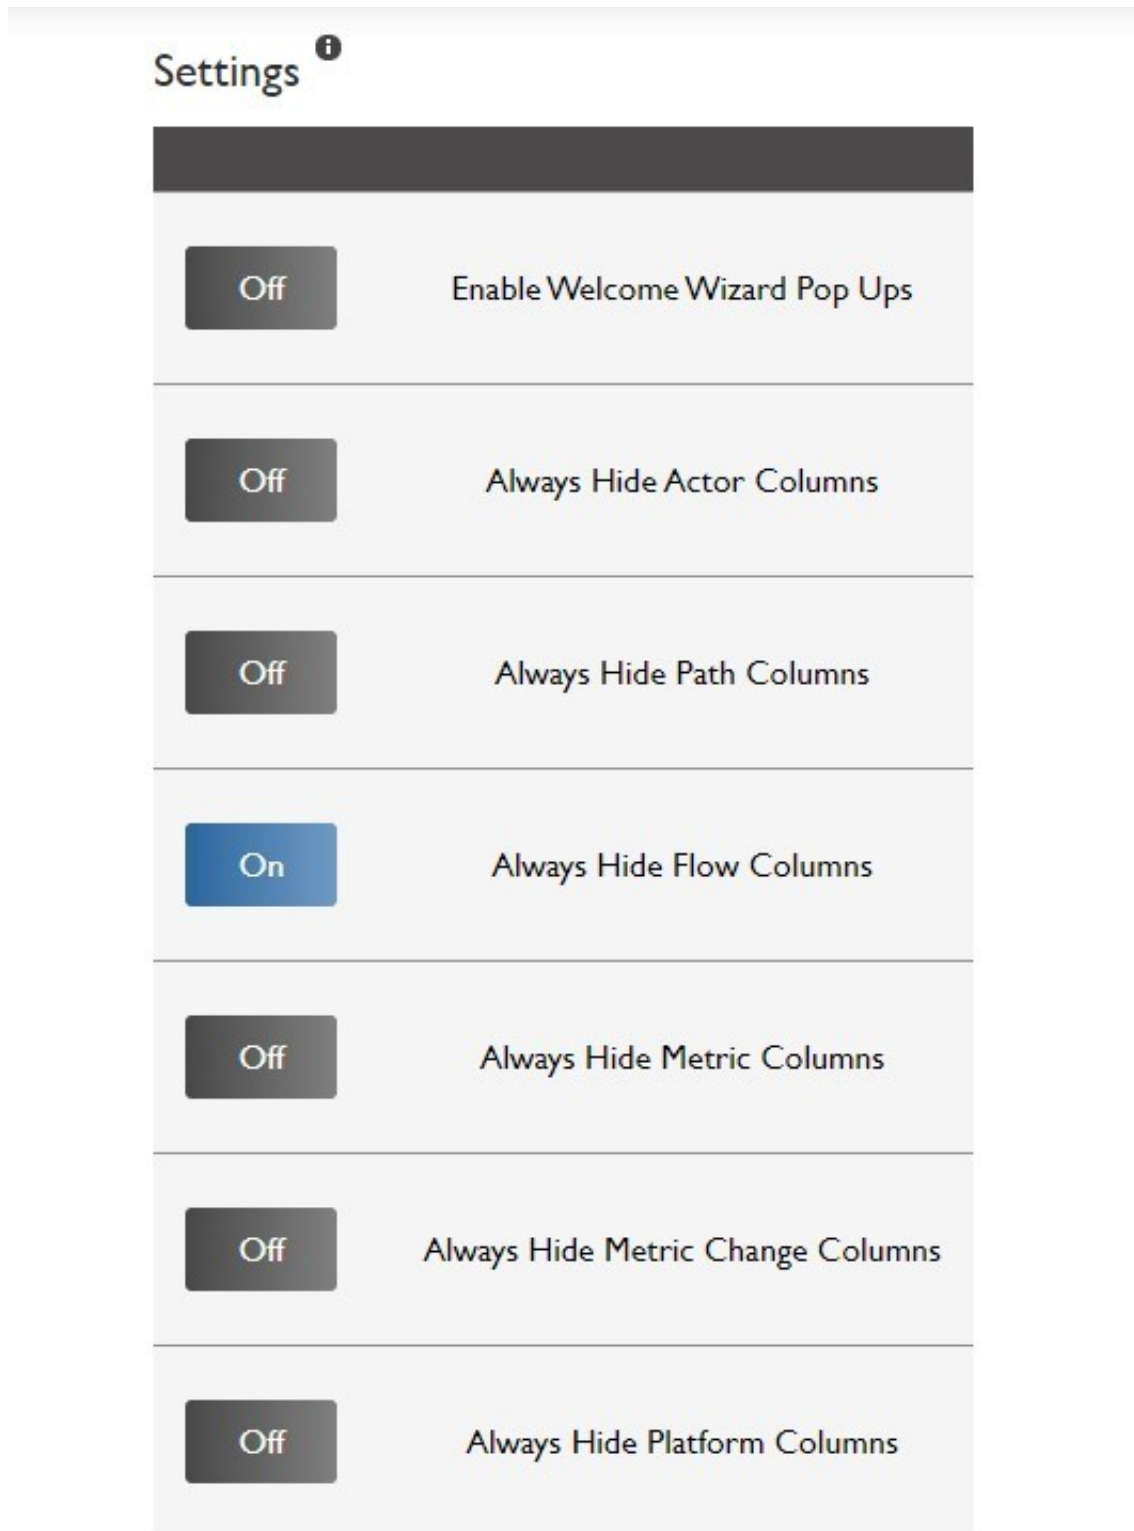 Settings
Off Enable Welcome Wizard Pop Ups
Off Always Hide Actor Columns
Off Always Hide Path Columns
On Always Hide Flow Columns
Off Always Hide Metric Columns
Off Always Hide Metric Change Columns
Off Always Hide Platform Columns